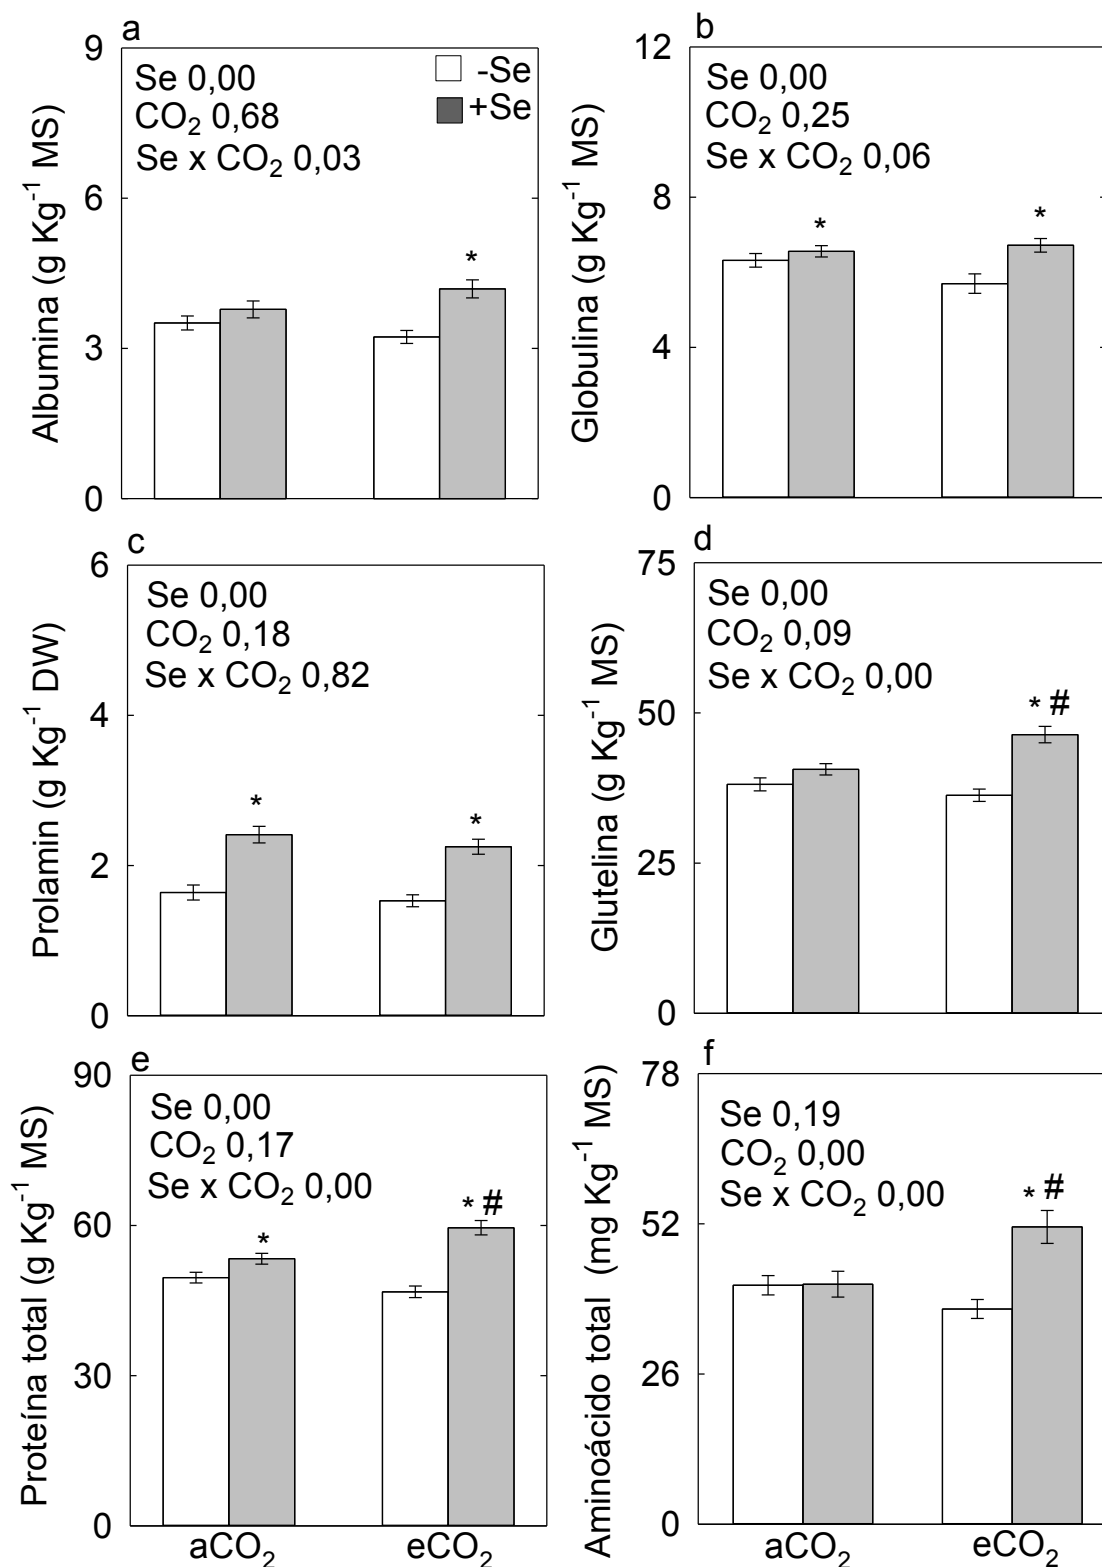 a
9
6
3
0
Albumina (g Kg⁻¹ MS)
Se 0,00
CO₂ 0,68
Se x CO₂ 0,03
-Se
+Se
*
b
12
8
4
0
Globulina (g Kg⁻¹ MS)
Se 0,00
CO₂ 0,25
Se x CO₂ 0,06
*
*
c
6
4
2
0
Prolamin (g Kg⁻¹ DW)
Se 0,00
CO₂ 0,18
Se x CO₂ 0,82
*
*
d
75
50
25
0
Glutelina (g Kg⁻¹ MS)
Se 0,00
CO₂ 0,09
Se x CO₂ 0,00
* #
e
90
60
30
0
Proteína total (g Kg⁻¹ MS)
Se 0,00
CO₂ 0,17
Se x CO₂ 0,00
*
* #
aCO₂
eCO₂
f
78
52
26
0
Aminoácido total (mg Kg⁻¹ MS)
Se 0,19
CO₂ 0,00
Se x CO₂ 0,00
* #
aCO₂
eCO₂